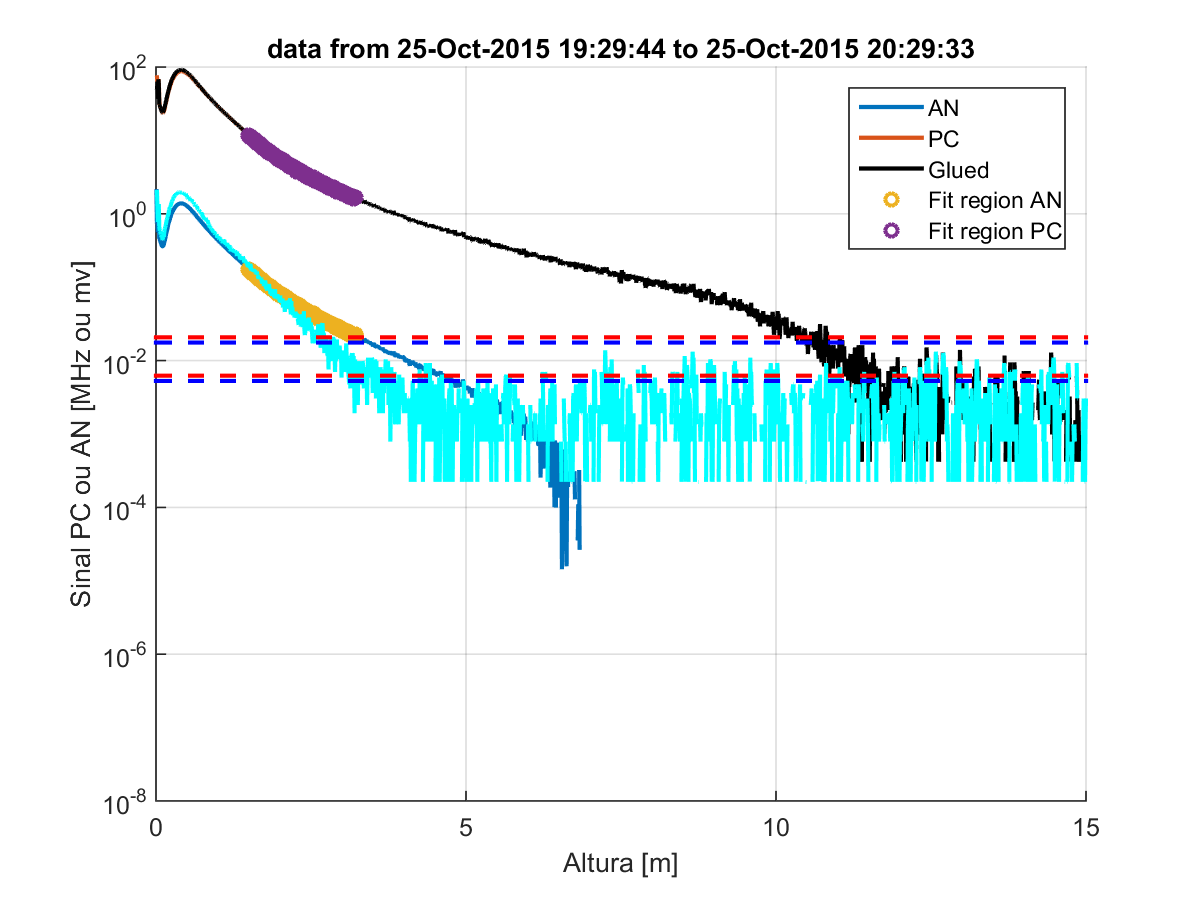 data from 25-Oct-2015 19:29:44 to 25-Oct-2015 20:29:33
Sinal PC ou AN [MHz ou mv]
10^2
10^0
10^-2
10^-4
10^-6
10^-8
AN
PC
Glued
Fit region AN
Fit region PC
0 5 10 15
Altura [m]